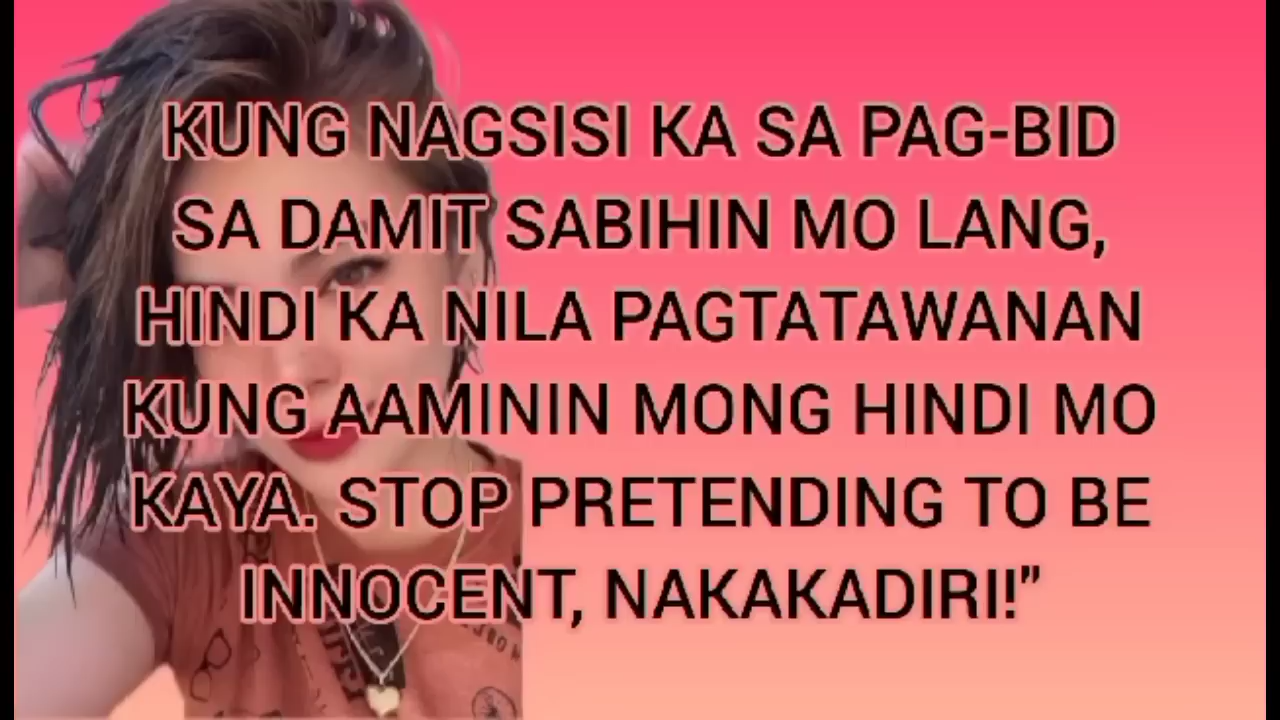 KUNG NAGSISI KA SA PAG-BID
SA DAMIT SABIHIN MO LANG,
HINDI KA NILA PAGTATAWANAN
KUNG AAMININ MONG HINDI MO
KAYA. STOP PRETENDING TO BE
INNOCENT, NAKAKADIRI!”